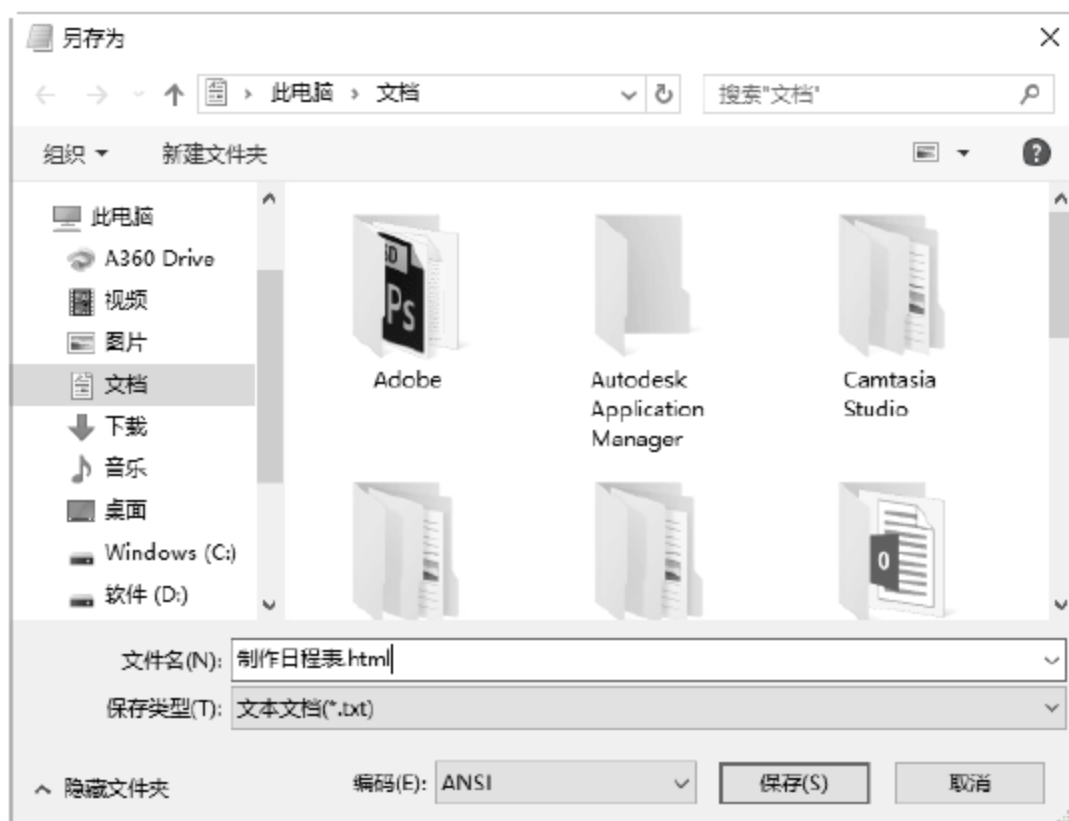 另存为
此电脑 › 文档
搜索"文档"
组织
新建文件夹
此电脑
A360 Drive
视频
图片
文档
下载
音乐
桌面
Windows (C:)
软件 (D:)
Adobe
Autodesk
Application
Manager
Camtasia
Studio
文件名(N): 制作日程表.html
保存类型(T): 文本文档(*.txt)
隐藏文件夹
编码(E): ANSI
保存(S)
取消